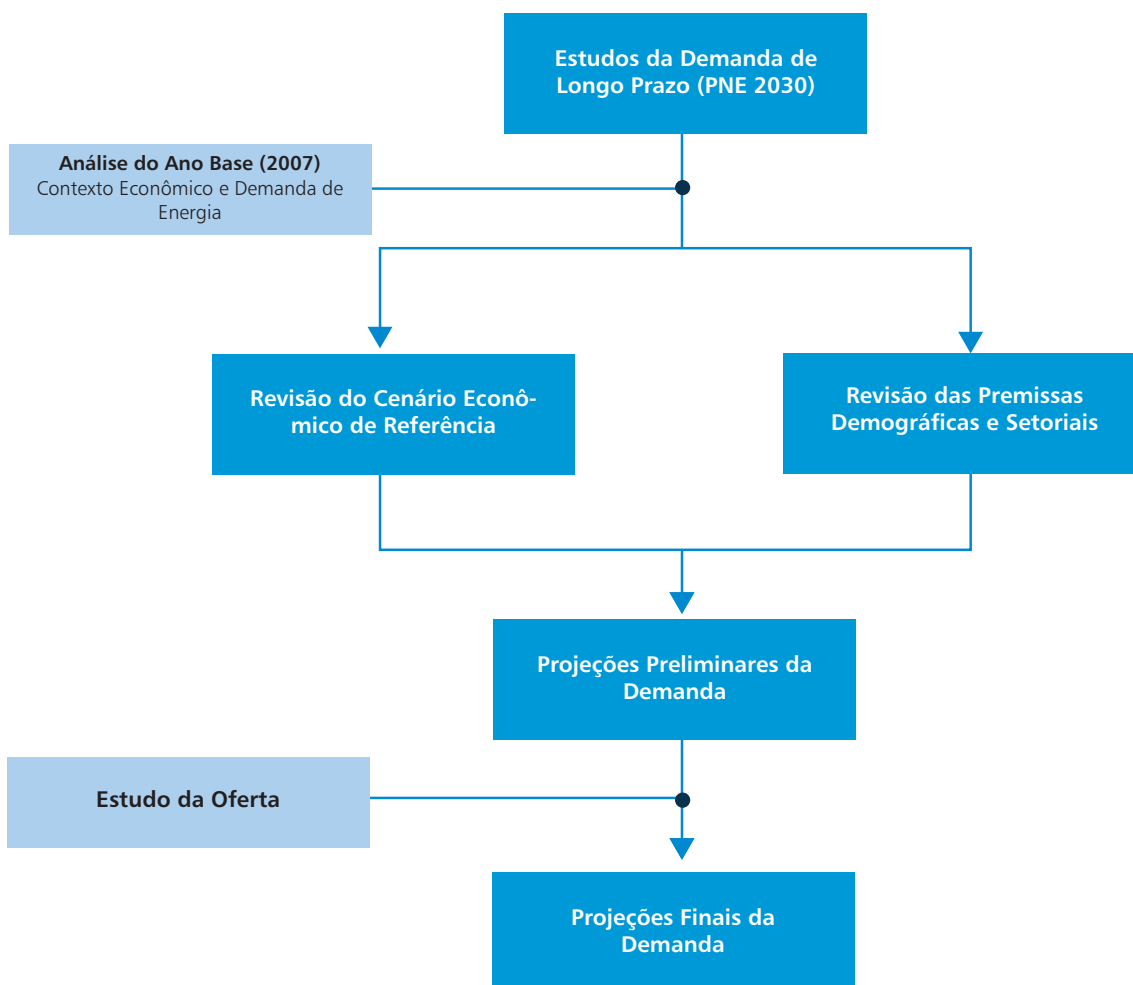 Estudos da Demanda de
Longo Prazo (PNE 2030)
Análise do Ano Base (2007)
Contexto Econômico e Demanda de
Energia
Revisão do Cenário Econô-
mico de Referência
Revisão das Premissas
Demográficas e Setoriais
Projeções Preliminares da
Demanda
Estudo da Oferta
Projeções Finais da
Demanda